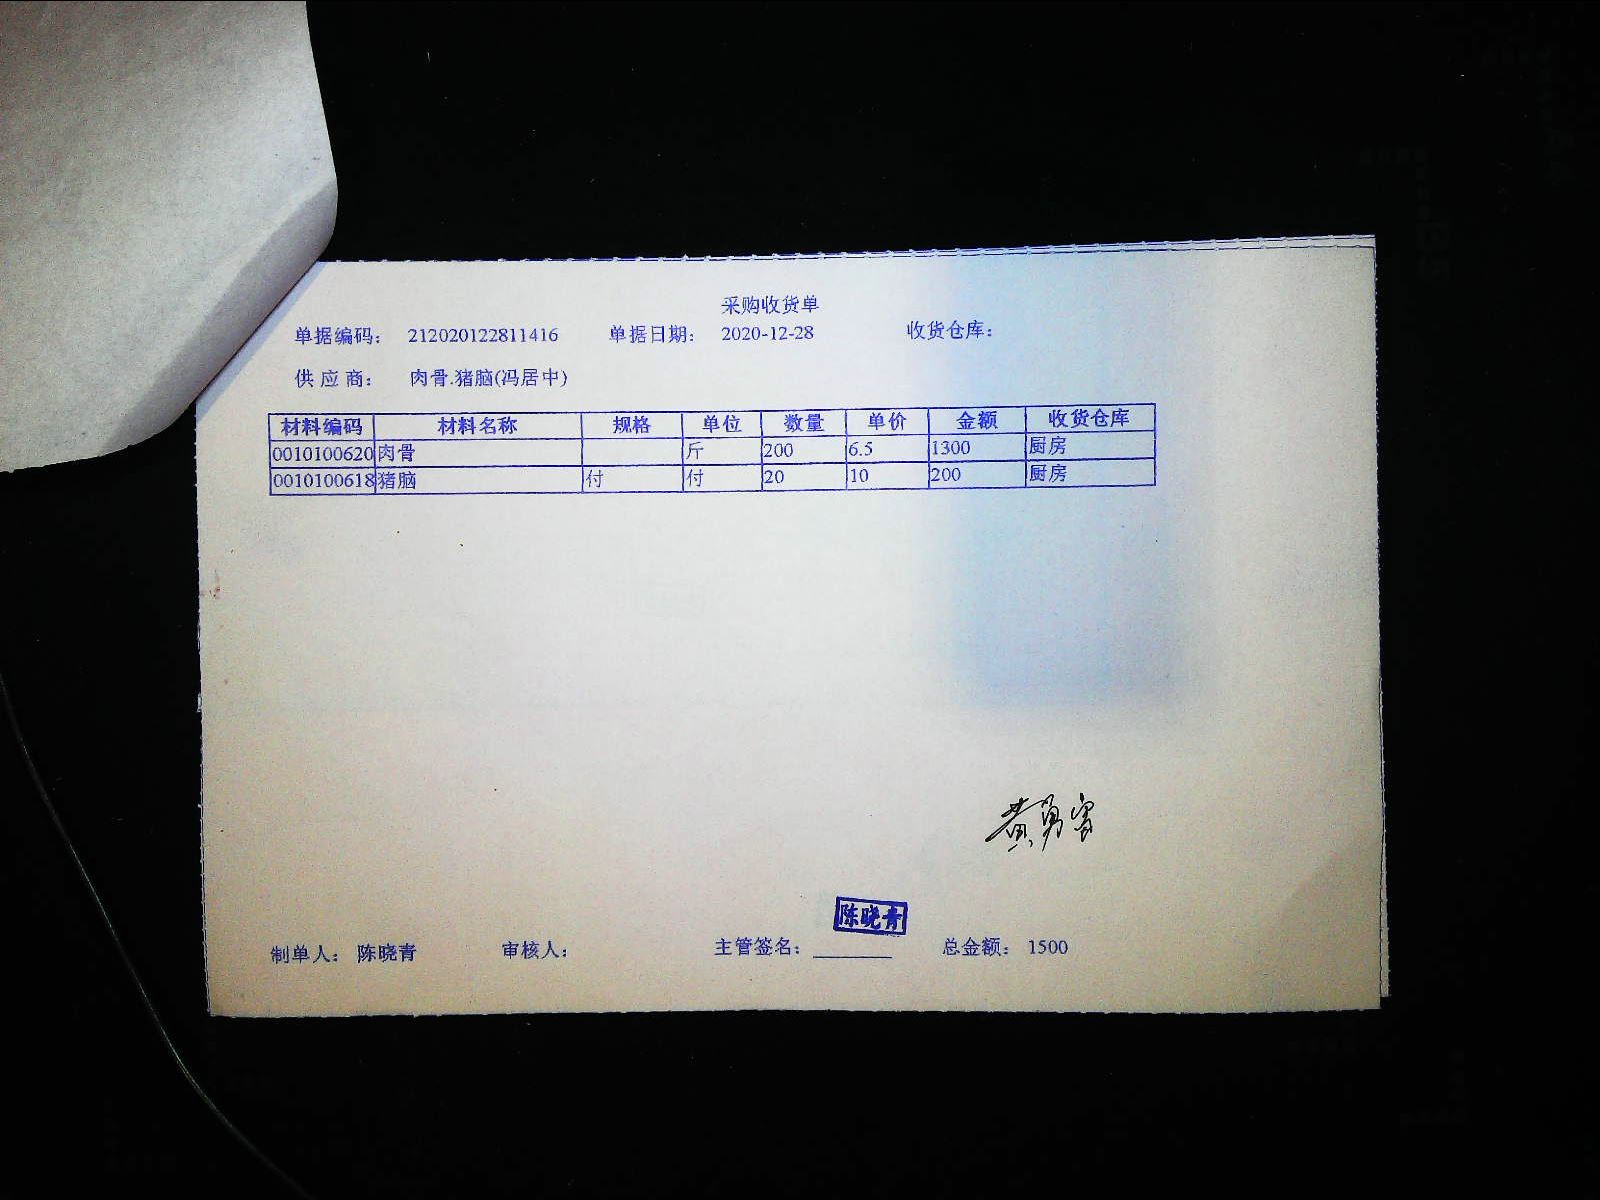 采购收货单
单据编码： 212020122811416 单据日期： 2020-12-28 收货仓库：
供 应 商： 肉骨.猪脑(冯居中)
材料编码 材料名称 规格 单位 数量 单价 金额 收货仓库
0010100620 肉骨 斤 200 6.5 1300 厨房
0010100618 猪脑 付 付 20 10 200 厨房
黄勇富
陈晓青
制单人： 陈晓青 审核人： 主管签名： ________ 总金额： 1500